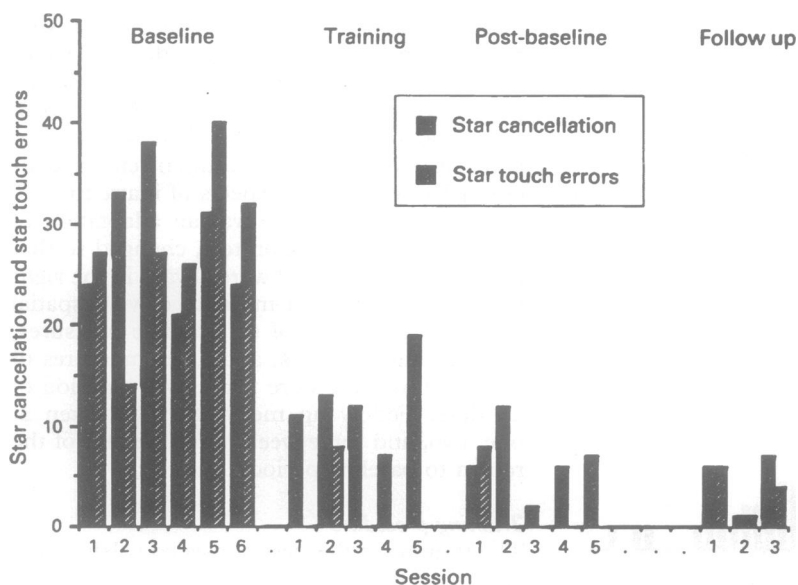 Baseline Training Post-baseline Follow up
Star cancellation
Star touch errors
Star cancellation and star touch errors
50
40
30
20
10
0
1 2 3 4 5 6 . 1 2 3 4 5 . 1 2 3 4 5 . . . 1 2 3
Session